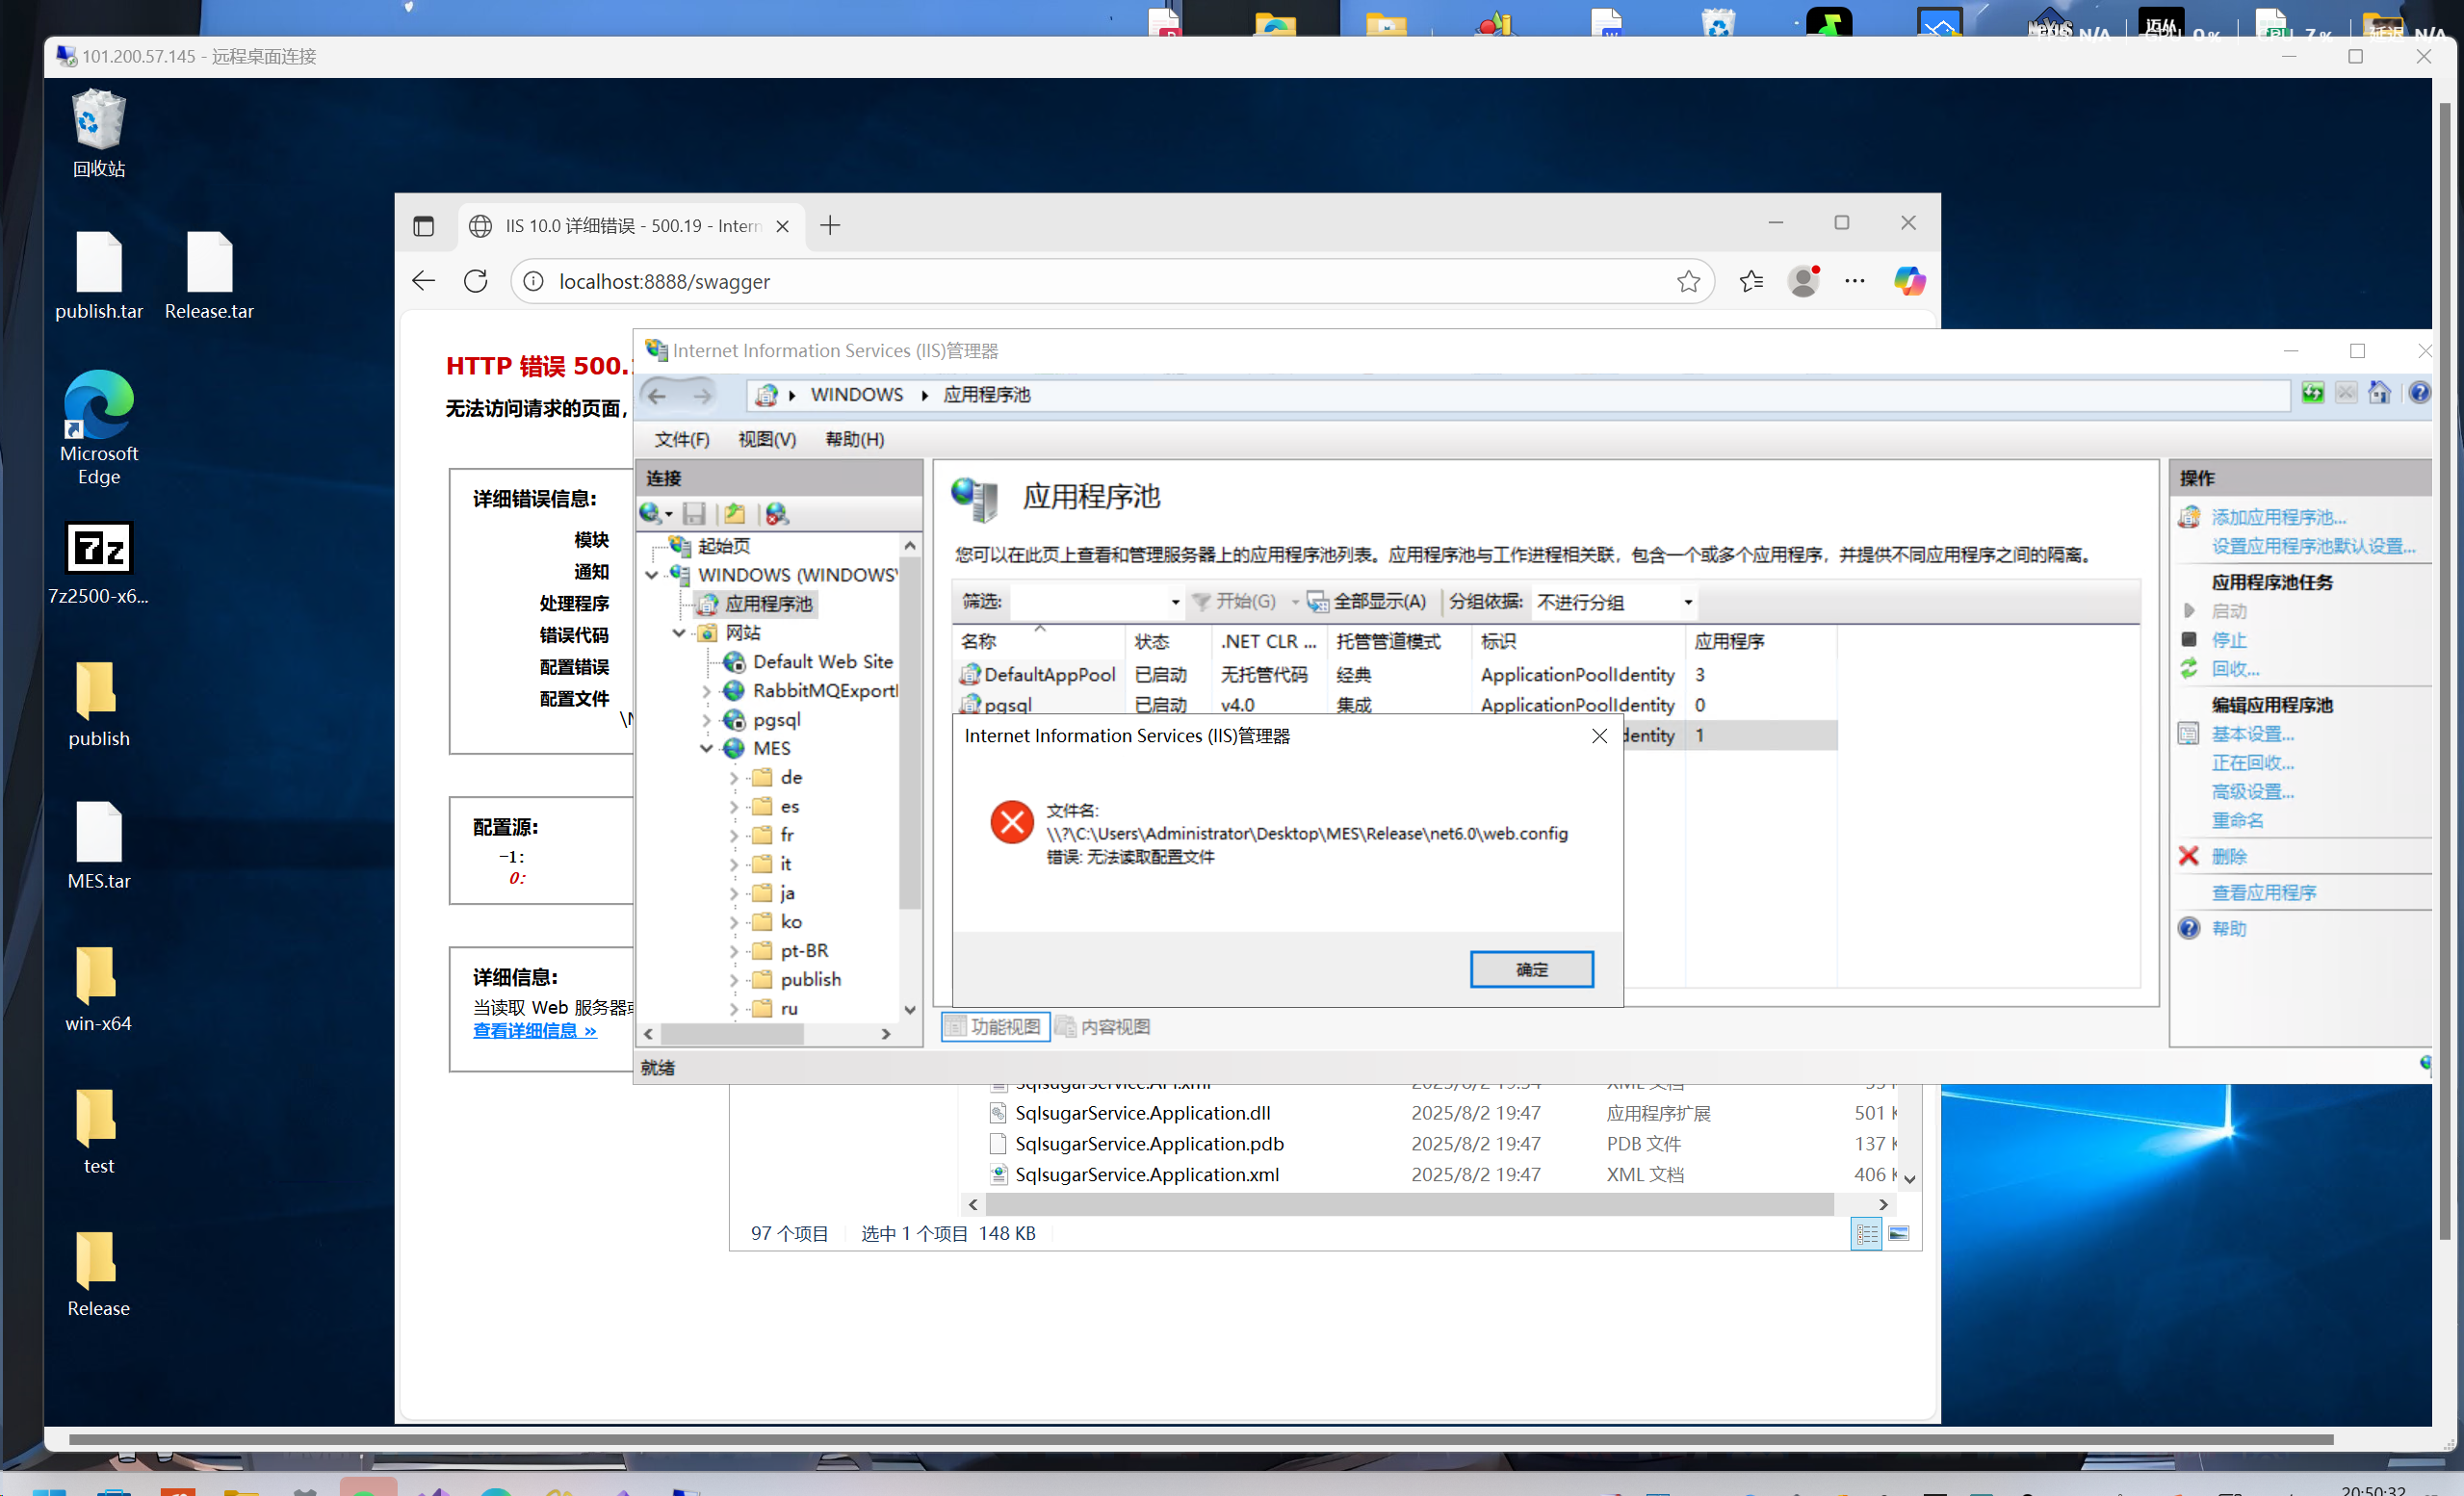 101.200.57.145 - 远程桌面连接
回收站
publish.tar
Release.tar
Microsoft
Edge
7z2500-x6...
publish
MES.tar
win-x64
test
Release
IIS 10.0 详细错误 - 500.19 - Intern
localhost:8888/swagger
HTTP 错误 500.
无法访问请求的页面，
详细错误信息:
模块
通知
处理程序
错误代码
配置错误
配置文件
配置源:
-1:
0:
详细信息:
当读取 Web 服务器
查看详细信息 »
Internet Information Services (IIS)管理器
WINDOWS
应用程序池
文件(F)
视图(V)
帮助(H)
连接
起始页
WINDOWS (WINDOWS\
应用程序池
网站
Default Web Site
RabbitMQExport
pgsql
MES
de
es
fr
it
ja
ko
pt-BR
publish
ru
应用程序池
您可以在此页上查看和管理服务器上的应用程序池列表。应用程序池与工作进程相关联，包含一个或多个应用程序，并提供不同应用程序之间的隔离。
筛选:
开始(G)
全部显示(A)
分组依据:
不进行分组
名称 状态 .NET CLR ... 托管管道模式 标识 应用程序
DefaultAppPool 已启动 无托管代码 经典 ApplicationPoolIdentity 3
pgsql 已启动 v4.0 集成 ApplicationPoolIdentity 0
dentity 1
Internet Information Services (IIS)管理器
文件名:
\\?\C:\Users\Administrator\Desktop\MES\Release\net6.0\web.config
错误: 无法读取配置文件
确定
功能视图
内容视图
就绪
操作
添加应用程序池...
设置应用程序池默认设置...
应用程序池任务
启动
停止
回收...
编辑应用程序池
基本设置...
正在回收...
高级设置...
重命名
删除
查看应用程序
帮助
SqlsugarService.Application.dll 2025/8/2 19:47 应用程序扩展 501 K
SqlsugarService.Application.pdb 2025/8/2 19:47 PDB 文件 137 K
SqlsugarService.Application.xml 2025/8/2 19:47 XML 文档 406 K
97 个项目
选中 1 个项目 148 KB
20:50:32